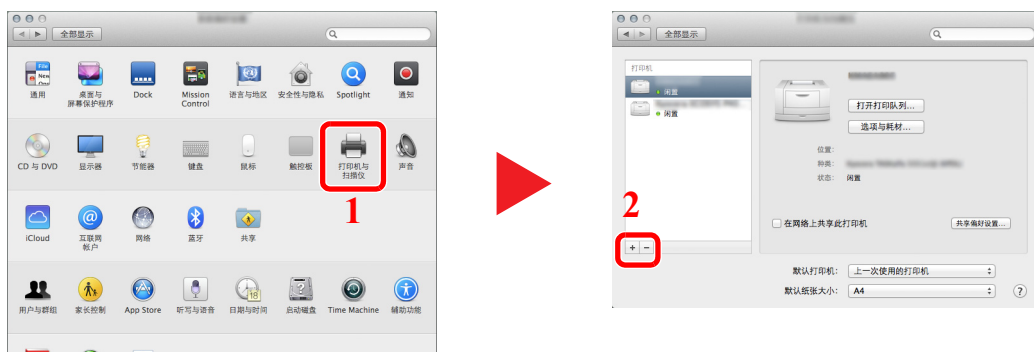 全部显示
File
New
通用
桌面与
屏幕保护程序
Dock
Mission
Control
语言与地区
安全性与隐私
Spotlight
通知
CD 与 DVD
显示器
节能器
键盘
鼠标
触控板
打印机与
扫描仪
声音
1
iCloud
互联网
帐户
网络
蓝牙
共享
用户与群组
家长控制
App Store
听写与语音
18
日期与时间
启动磁盘
Time Machine
辅助功能
全部显示
打印机
闲置
闲置
打开打印队列...
选项与耗材...
位置:
种类:
状态: 闲置
2
在网络上共享此打印机
共享偏好设置...
+ −
默认打印机: 上一次使用的打印机
默认纸张大小: A4
?